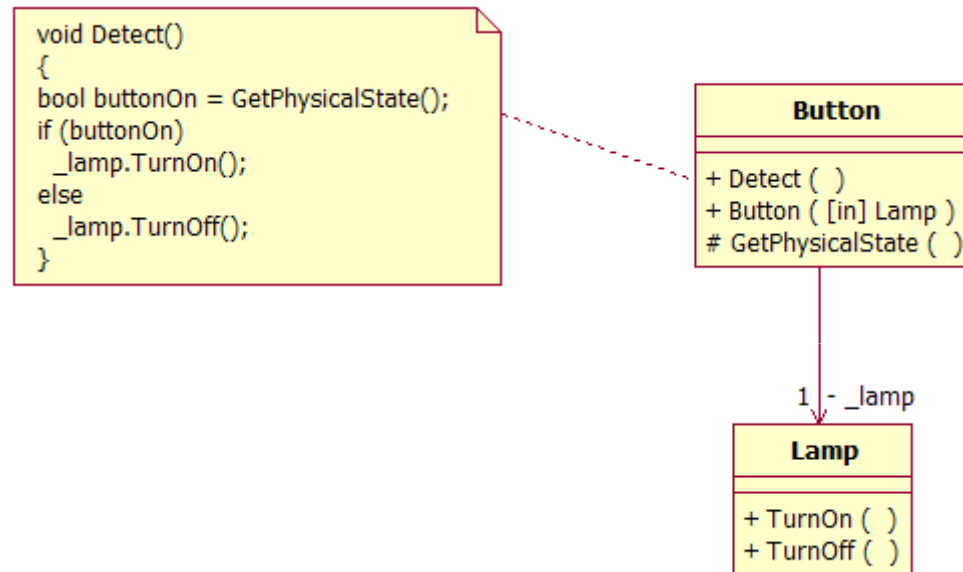 void Detect()
{
bool buttonOn = GetPhysicalState();
if (buttonOn)
  _lamp.TurnOn();
else
  _lamp.TurnOff();
}
Button
+ Detect ( )
+ Button ( [in] Lamp )
# GetPhysicalState ( )
1 - _lamp
Lamp
+ TurnOn ( )
+ TurnOff ( )